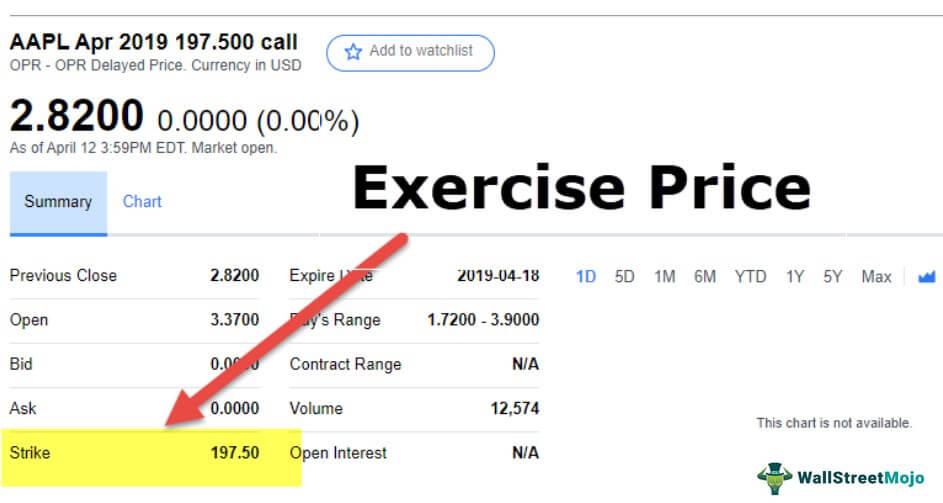 AAPL Apr 2019 197.500 call
Add to watchlist
OPR - OPR Delayed Price. Currency in USD
2.8200 0.0000 (0.00%)
As of April 12 3:59PM EDT. Market open.
Exercise Price
Summary Chart
Previous Close 2.8200 Expire Date 2019-04-18
1D 5D 1M 6M YTD 1Y 5Y Max
Open 3.3700 Day's Range 1.7200 - 3.9000
Bid 0.0000 Contract Range N/A
Ask 0.0000 Volume 12,574
This chart is not available.
Strike 197.50 Open Interest N/A
WallStreetMojo